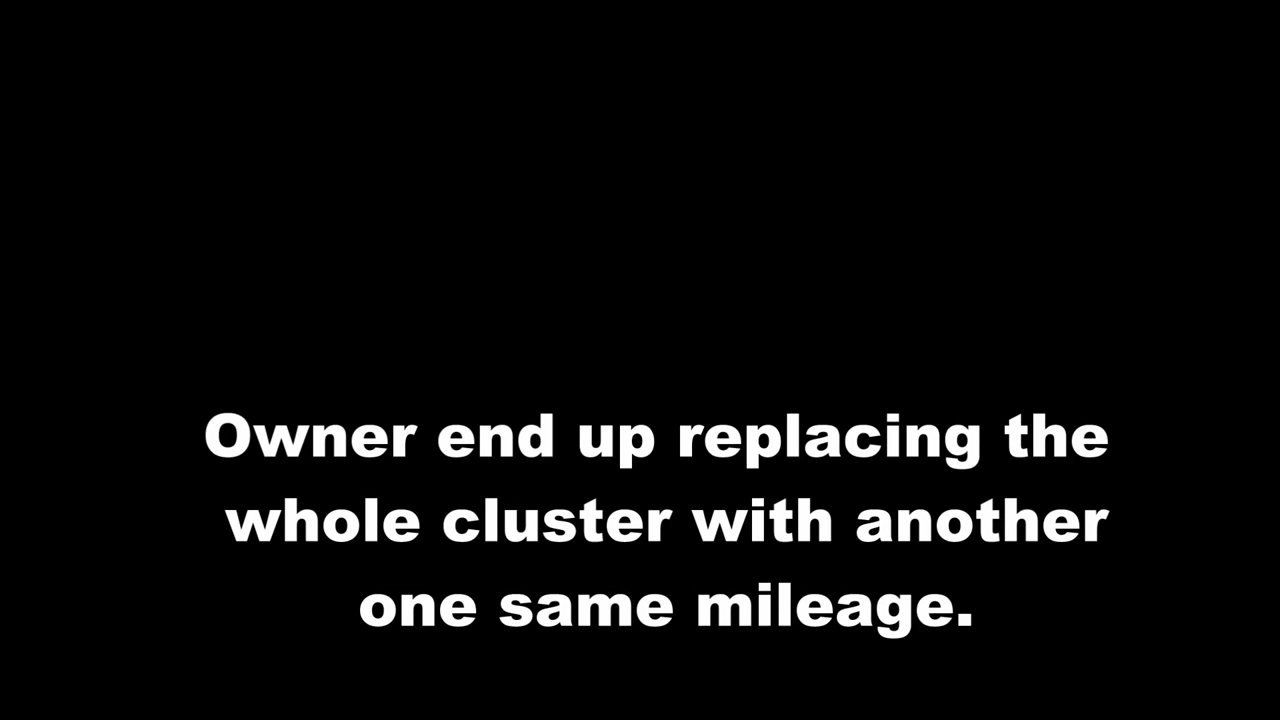 Owner end up replacing the
whole cluster with another
one same mileage.